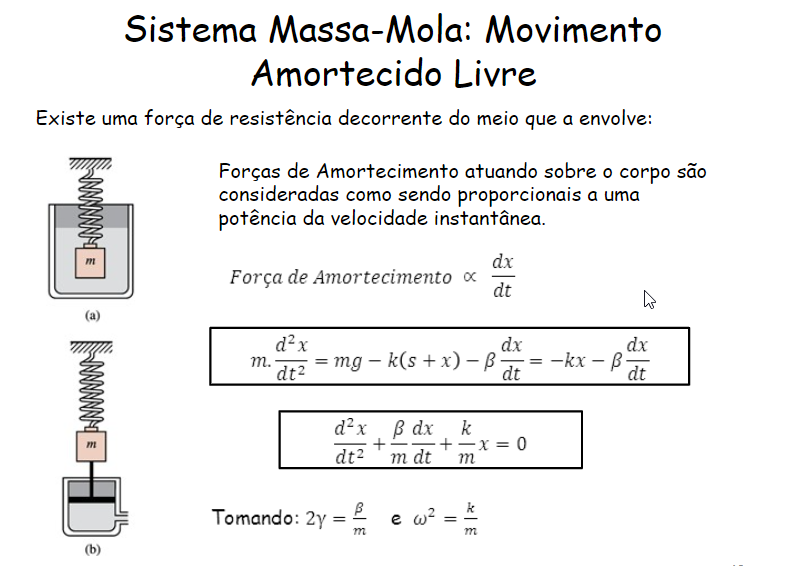 Sistema Massa-Mola: Movimento
Amortecido Livre
Existe uma força de resistência decorrente do meio que a envolve:
Forças de Amortecimento atuando sobre o corpo são
consideradas como sendo proporcionais a uma
potência da velocidade instantânea.
m
Força de Amortecimento ∝ dx/dt
(a)
m. d²x/dt² = mg − k(s + x) − β dx/dt = −kx − β dx/dt
m
d²x/dt² + β/m dx/dt + k/m x = 0
Tomando: 2γ = β/m e ω² = k/m
(b)